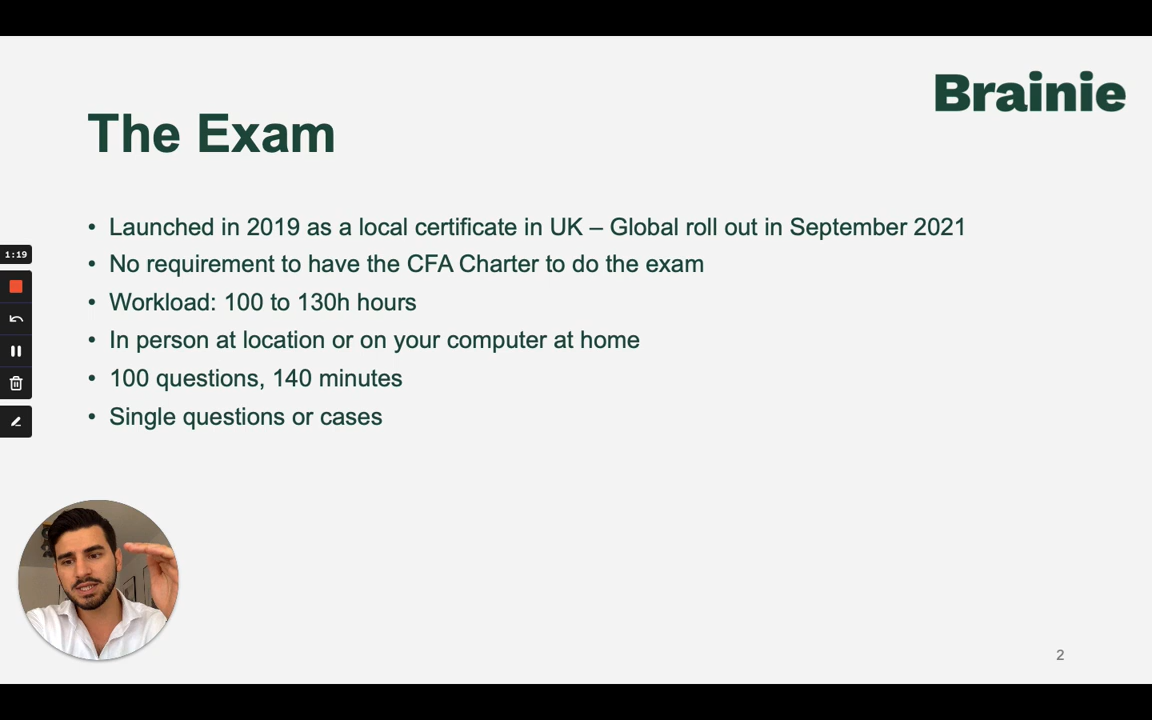 Brainie
The Exam
• Launched in 2019 as a local certificate in UK – Global roll out in September 2021
• No requirement to have the CFA Charter to do the exam
• Workload: 100 to 130h hours
• In person at location or on your computer at home
• 100 questions, 140 minutes
• Single questions or cases
1:19
2